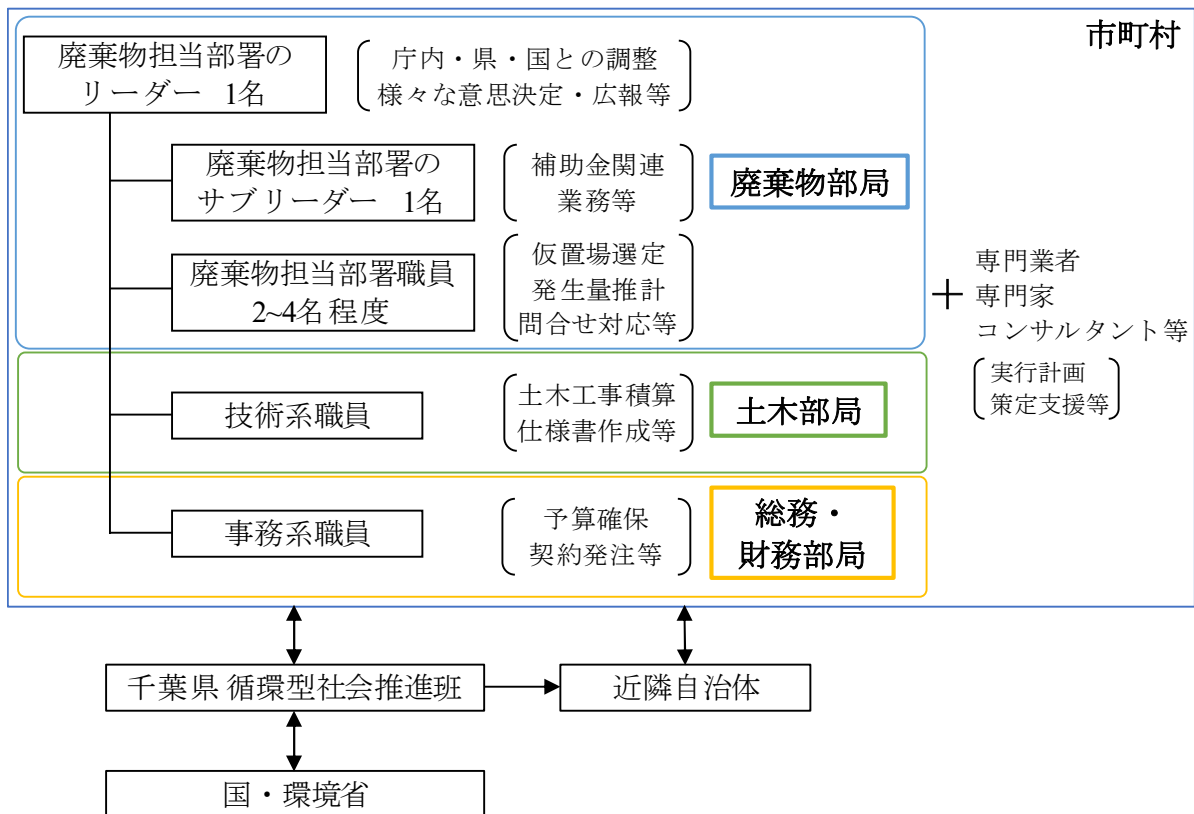 市町村
廃棄物担当部署の
リーダー 1名
庁内・県・国との調整
様々な意思決定・広報等
廃棄物担当部署の
サブリーダー 1名
補助金関連
業務等
廃棄物部局
廃棄物担当部署職員
2~4名程度
仮置場選定
発生量推計
問合せ対応等
＋
専門業者
専門家
コンサルタント等
実行計画
策定支援等
技術系職員
土木工事積算
仕様書作成等
土木部局
事務系職員
予算確保
契約発注等
総務・
財務部局
千葉県 循環型社会推進班
近隣自治体
国・環境省